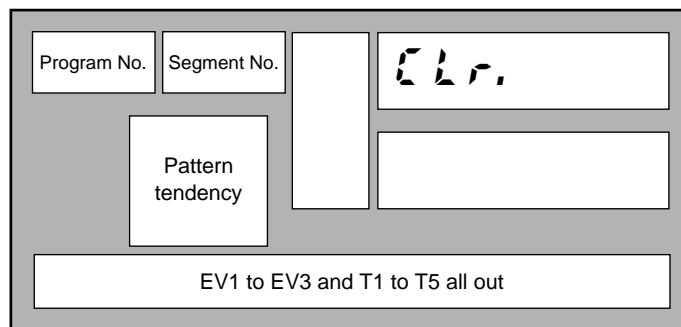 Program No.
Segment No.
CLr.
Pattern
tendency
EV1 to EV3 and T1 to T5 all out